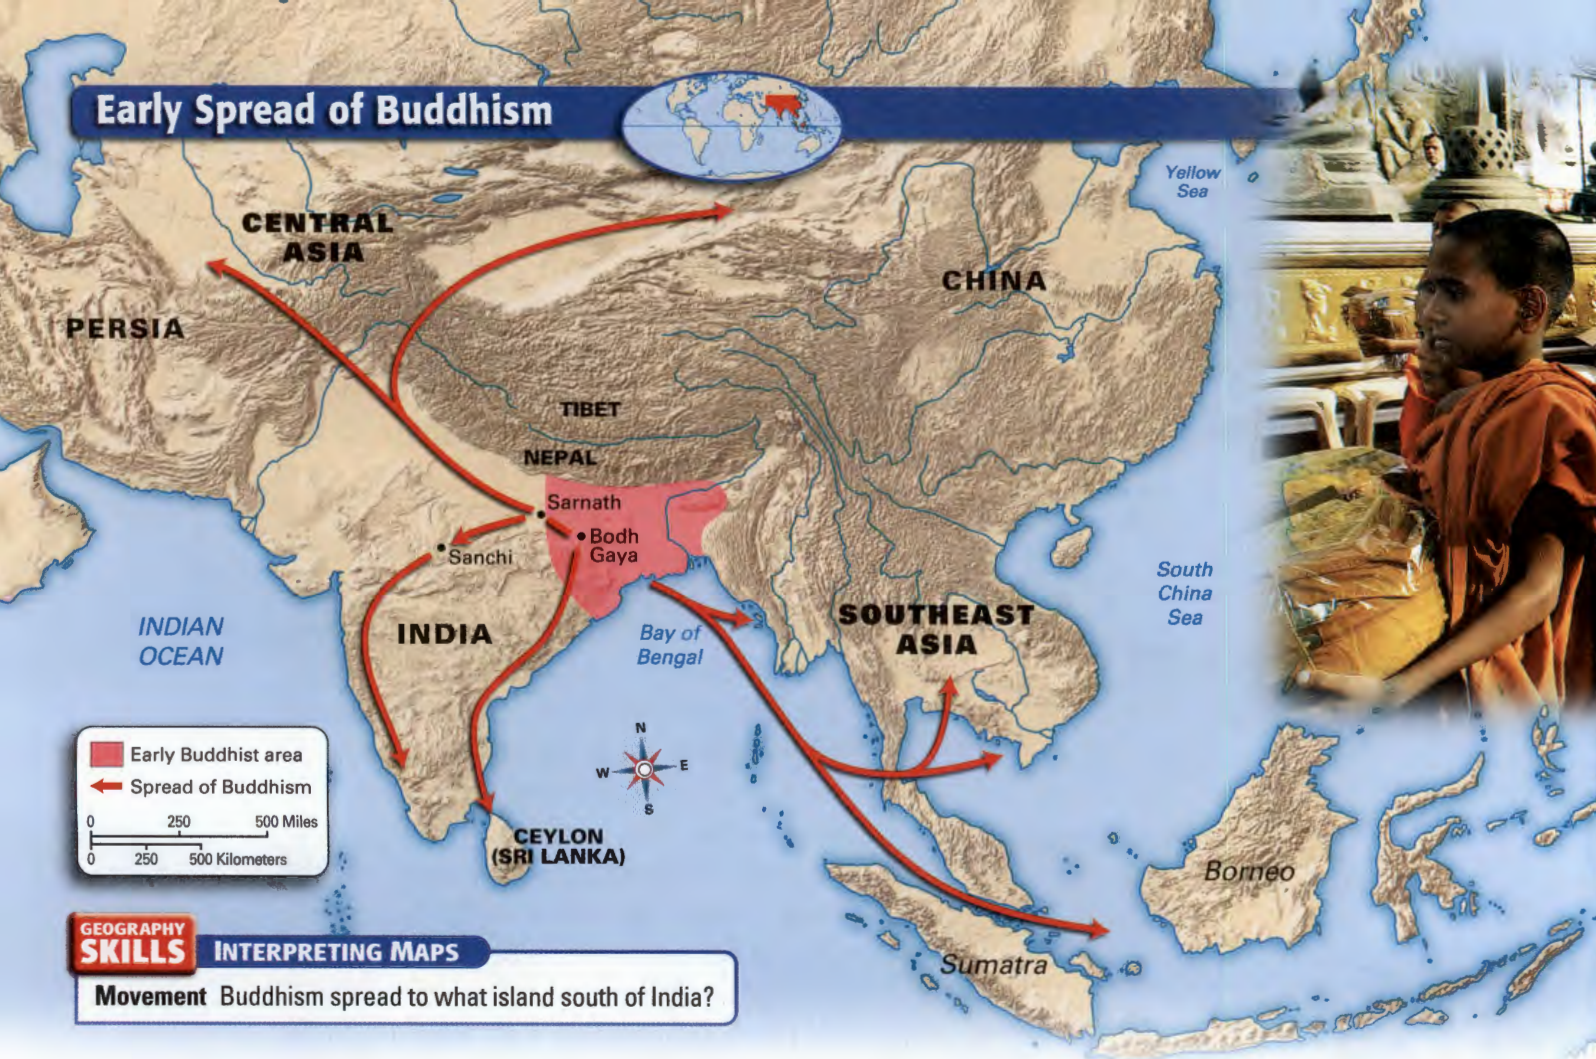 Early Spread of Buddhism
Yellow
Sea
CENTRAL
ASIA
CHINA
PERSIA
TIBET
NEPAL
Sarnath
Bodh
Gaya
Sanchi
South
China
Sea
INDIAN
OCEAN
INDIA
Bay of
Bengal
SOUTHEAST
ASIA
N
W
E
S
Early Buddhist area
Spread of Buddhism
0 250 500 Miles
0 250 500 Kilometers
CEYLON
(SRI LANKA)
Borneo
Sumatra
GEOGRAPHY
SKILLS
INTERPRETING MAPS
Movement Buddhism spread to what island south of India?